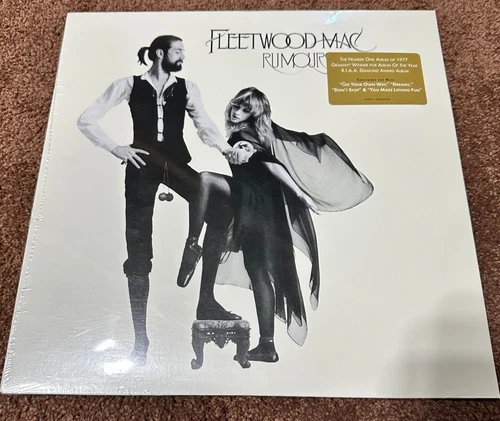 FLEETWOOD MAC
RUMOURS
THE NUMBER ONE ALBUM OF 1977
GRAMMY® WINNER FOR ALBUM OF THE YEAR
R.I.A.A. DIAMOND AWARD ALBUM
"GO YOUR OWN WAY," "DREAMS,"
"DON'T STOP" & "YOU MAKE LOVING FUN"